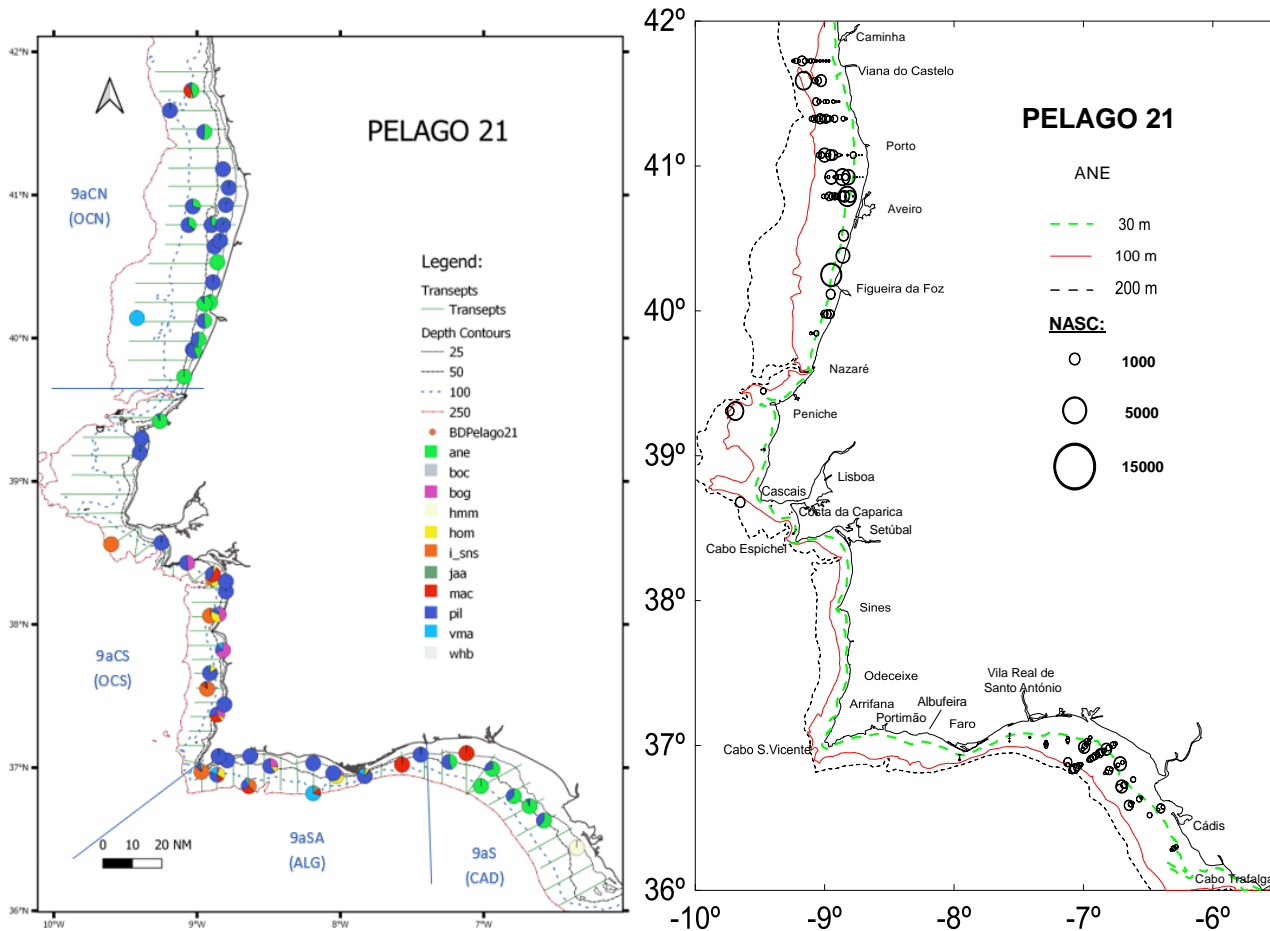 PELAGO 21
9aCN
(OCN)
Legend:
Transepts
Transepts
Depth Contours
25
50
100
250
BDPelago21
ane
boc
bog
hmm
hom
i_sns
jaa
mac
pil
vma
whb
9aCS
(OCS)
9aSA
(ALG)
9aS
(CAD)
0 10 20 NM
42°N
41°N
40°N
39°N
38°N
37°N
36°N
10°W
9°W
8°W
7°W
42º
41º
40º
39º
38º
37º
36º
-10º
-9º
-8º
-7º
-6º
PELAGO 21
ANE
30 m
100 m
200 m
NASC:
1000
5000
15000
Caminha
Viana do Castelo
Porto
Aveiro
Figueira da Foz
Nazaré
Peniche
Lisboa
Cascais
Costa da Caparica
Setúbal
Cabo Espichel
Sines
Odeceixe
Arrifana
Portimão
Albufeira
Faro
Vila Real de
Santo António
Cabo S.Vicente
Cádis
Cabo Trafalga